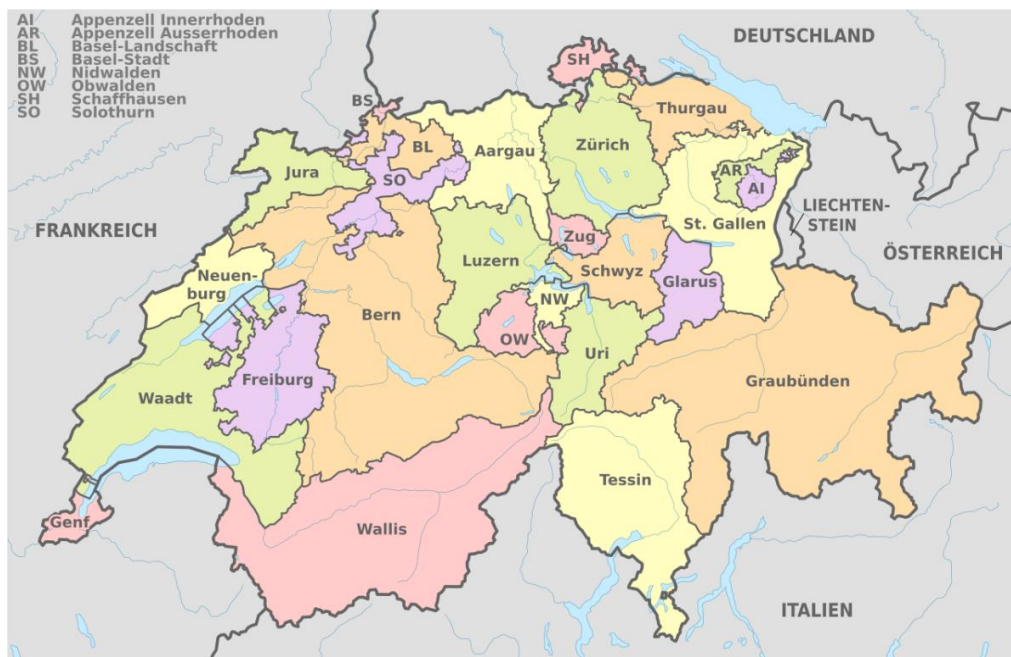 AI Appenzell Innerrhoden
AR Appenzell Ausserrhoden
BL Basel-Landschaft
BS Basel-Stadt
NW Nidwalden
OW Obwalden
SH Schaffhausen
SO Solothurn
DEUTSCHLAND
SH
BS
Thurgau
BL
Aargau
Zürich
Jura
SO
AR
AI
LIECHTEN-
STEIN
St. Gallen
FRANKREICH
Zug
ÖSTERREICH
Luzern
Schwyz
Neuen-
burg
Glarus
NW
Bern
OW
Uri
Freiburg
Graubünden
Waadt
Tessin
Genf
Wallis
ITALIEN